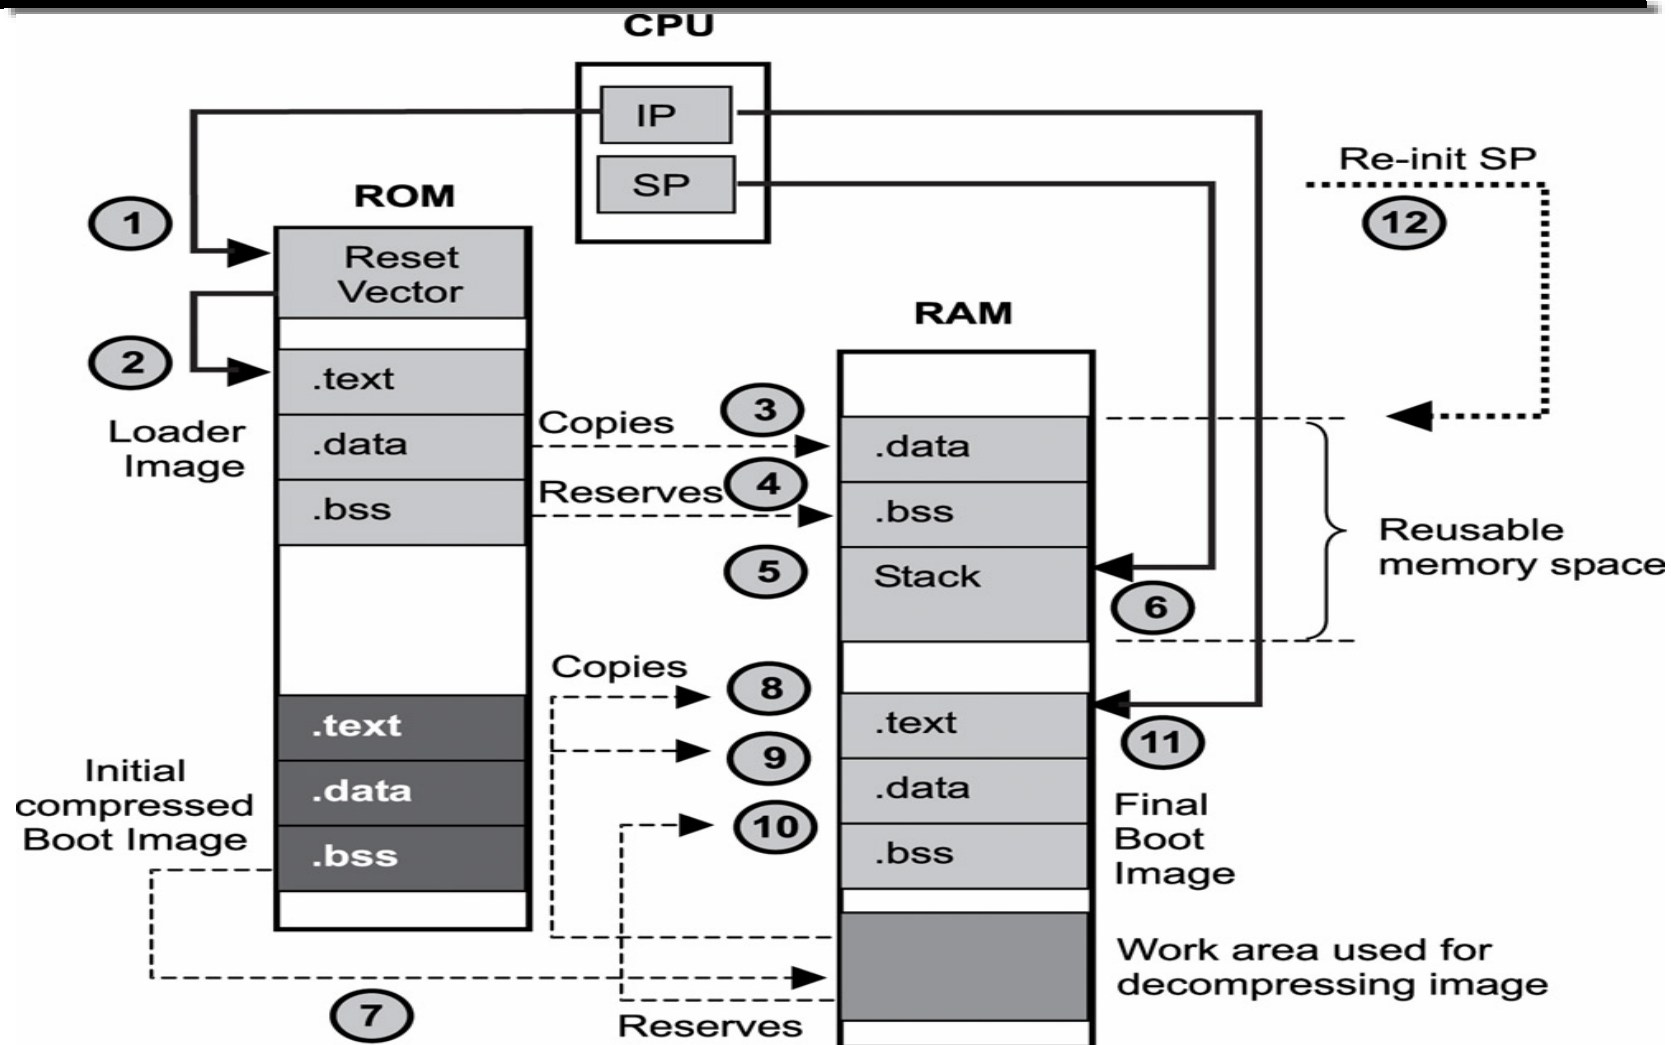 CPU
IP
SP
Re-init SP
12
ROM
1
Reset
Vector
2
.text
Loader
Image
.data
.bss
Copies
3
Reserves
4
5
RAM
.data
.bss
Stack
6
Reusable
memory space
Copies
8
9
10
Initial
compressed
Boot Image
.text
.data
.bss
.text
.data
.bss
11
Final
Boot
Image
Work area used for
decompressing image
7
Reserves